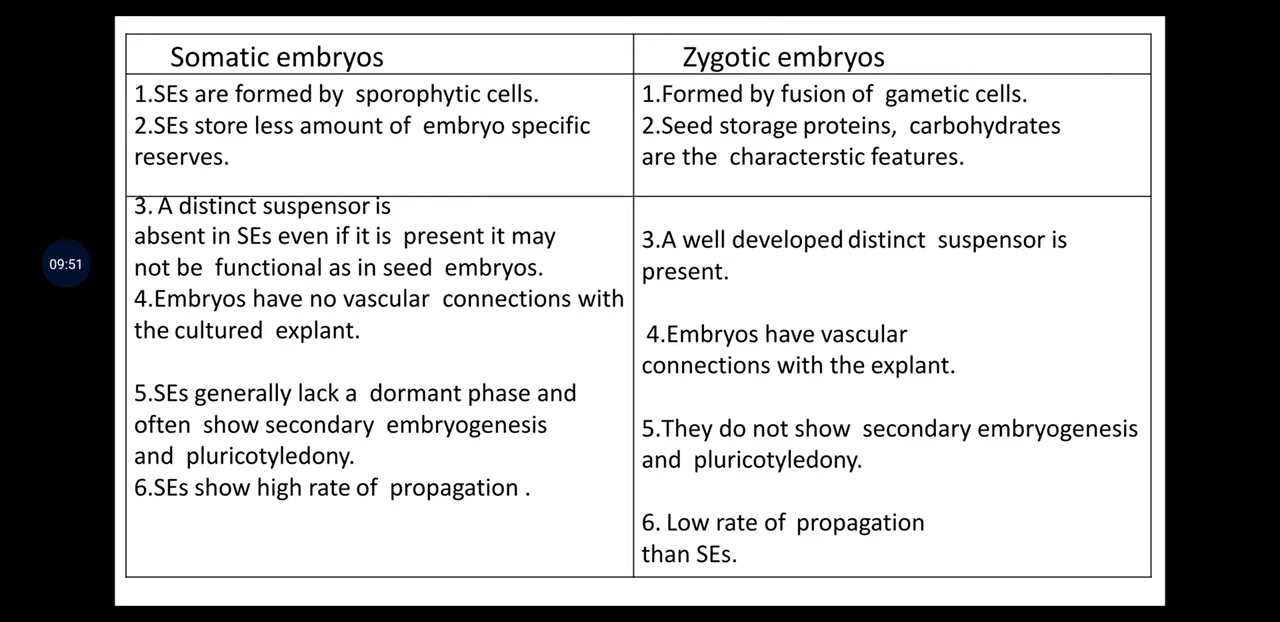 Somatic embryos
1.SEs are formed by sporophytic cells.
2.SEs store less amount of embryo specific
reserves.
3. A distinct suspensor is
absent in SEs even if it is present it may
not be functional as in seed embryos.
4.Embryos have no vascular connections with
the cultured explant.
5.SEs generally lack a dormant phase and
often show secondary embryogenesis
and pluricotyledony.
6.SEs show high rate of propagation .
Zygotic embryos
1.Formed by fusion of gametic cells.
2.Seed storage proteins, carbohydrates
are the characterstic features.
3.A well developed distinct suspensor is
present.
4.Embryos have vascular
connections with the explant.
5.They do not show secondary embryogenesis
and pluricotyledony.
6. Low rate of propagation
than SEs.
09:51